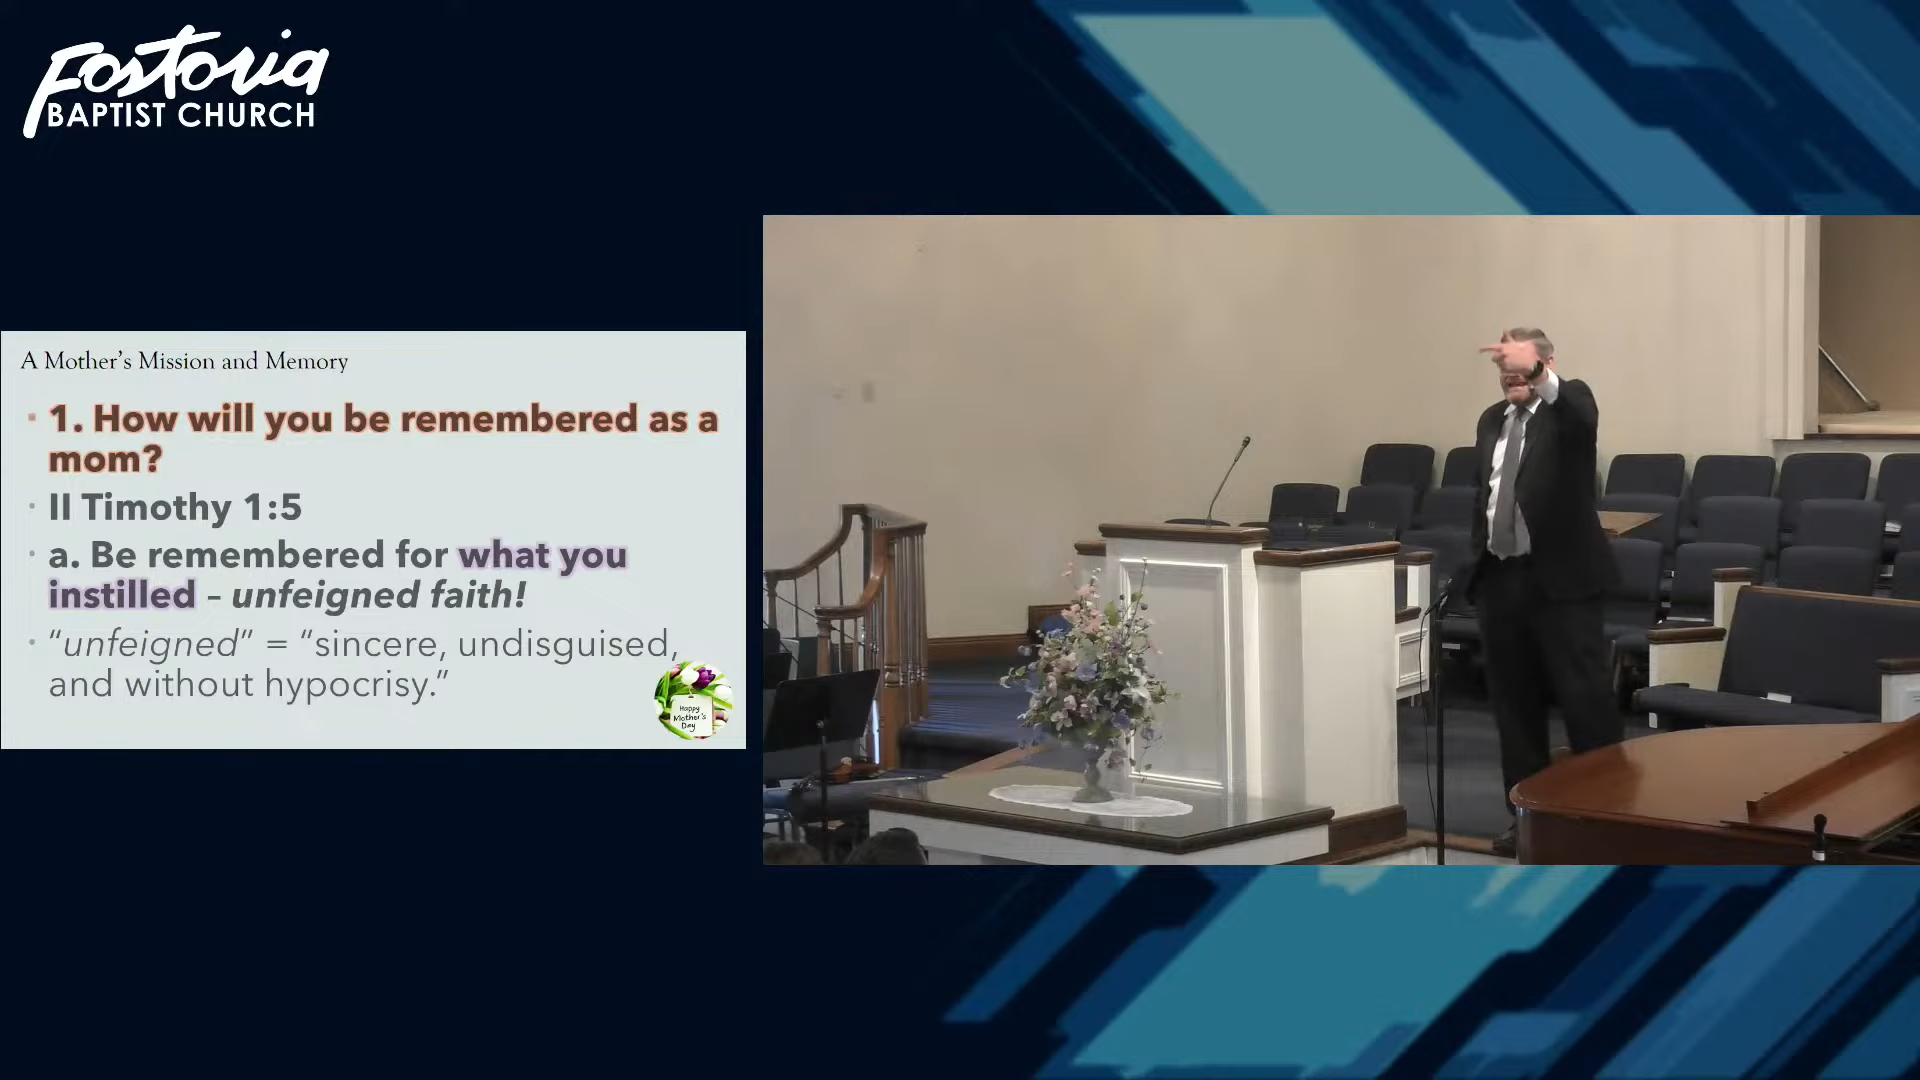 Fostoria
BAPTIST CHURCH
A Mother's Mission and Memory
1. How will you be remembered as a
mom?
II Timothy 1:5
a. Be remembered for what you
instilled – unfeigned faith!
“unfeigned” = “sincere, undisguised,
and without hypocrisy.”
Happy
Mother's
Day